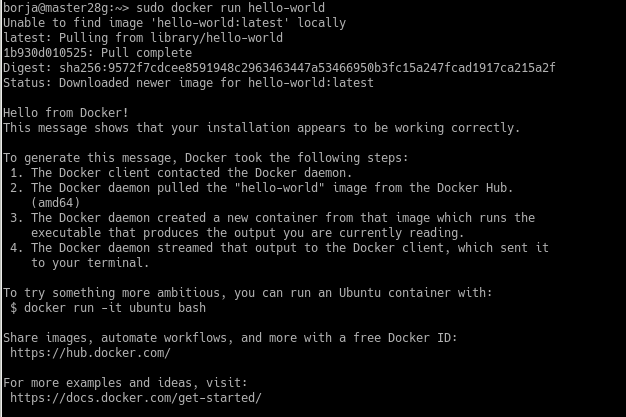 borja@master28g:~> sudo docker run hello-world
Unable to find image 'hello-world:latest' locally
latest: Pulling from library/hello-world
1b930d010525: Pull complete
Digest: sha256:9572f7cdcee8591948c2963463447a53466950b3fc15a247fcad1917ca215a2f
Status: Downloaded newer image for hello-world:latest

Hello from Docker!
This message shows that your installation appears to be working correctly.

To generate this message, Docker took the following steps:
 1. The Docker client contacted the Docker daemon.
 2. The Docker daemon pulled the "hello-world" image from the Docker Hub.
    (amd64)
 3. The Docker daemon created a new container from that image which runs the
    executable that produces the output you are currently reading.
 4. The Docker daemon streamed that output to the Docker client, which sent it
    to your terminal.

To try something more ambitious, you can run an Ubuntu container with:
 $ docker run -it ubuntu bash

Share images, automate workflows, and more with a free Docker ID:
 https://hub.docker.com/

For more examples and ideas, visit:
 https://docs.docker.com/get-started/